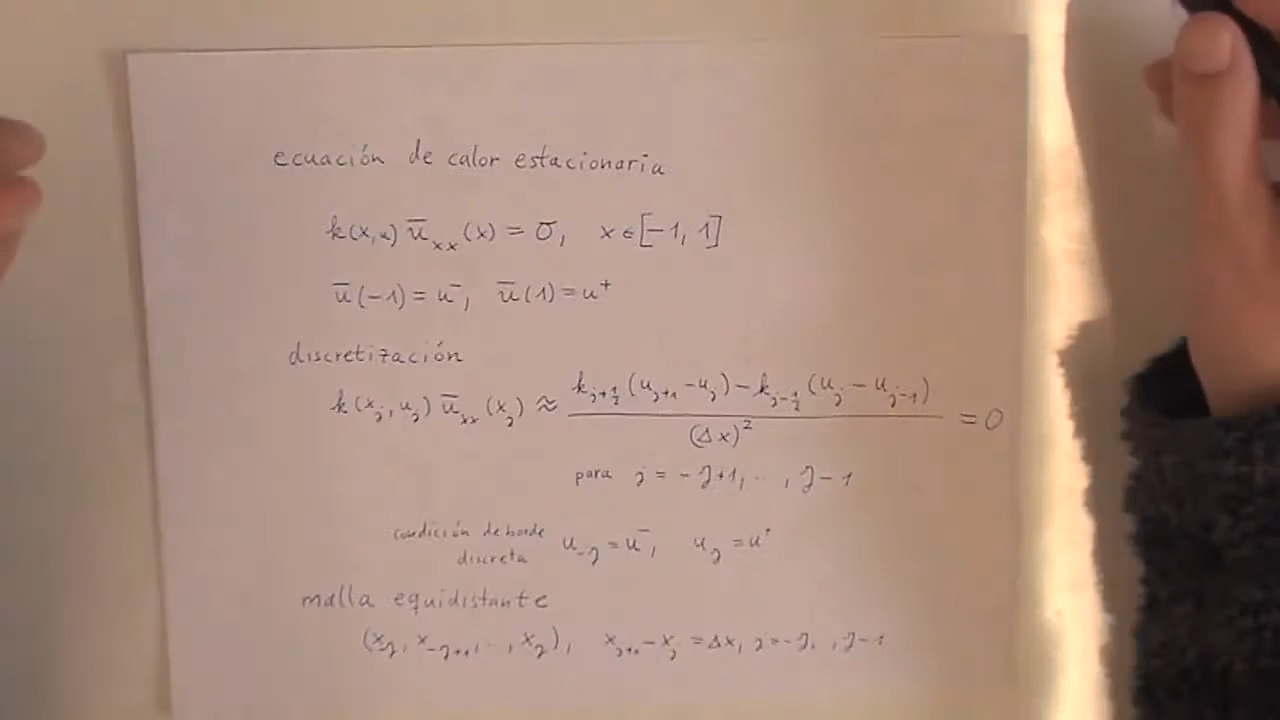 ecuación de calor estacionaria
k(x,u) ū_xx (x) = 0, x ∈ [-1, 1]
ū(-1) = u⁻, ū(1) = u⁺
discretización
k(x_j, u_j) ū_xx (x_j) ≈ (k_{j+1/2} (u_{j+1} - u_j) - k_{j-1/2} (u_j - u_{j-1})) / (Δx)² = 0
para j = -J+1, .., J-1
condición de borde
discreta u_{-J} = u⁻, u_J = u⁺
malla equidistante
(x_{-J}, x_{-J+1}, .., x_J), x_{j+1} - x_j = Δx, j = -J, , J-1